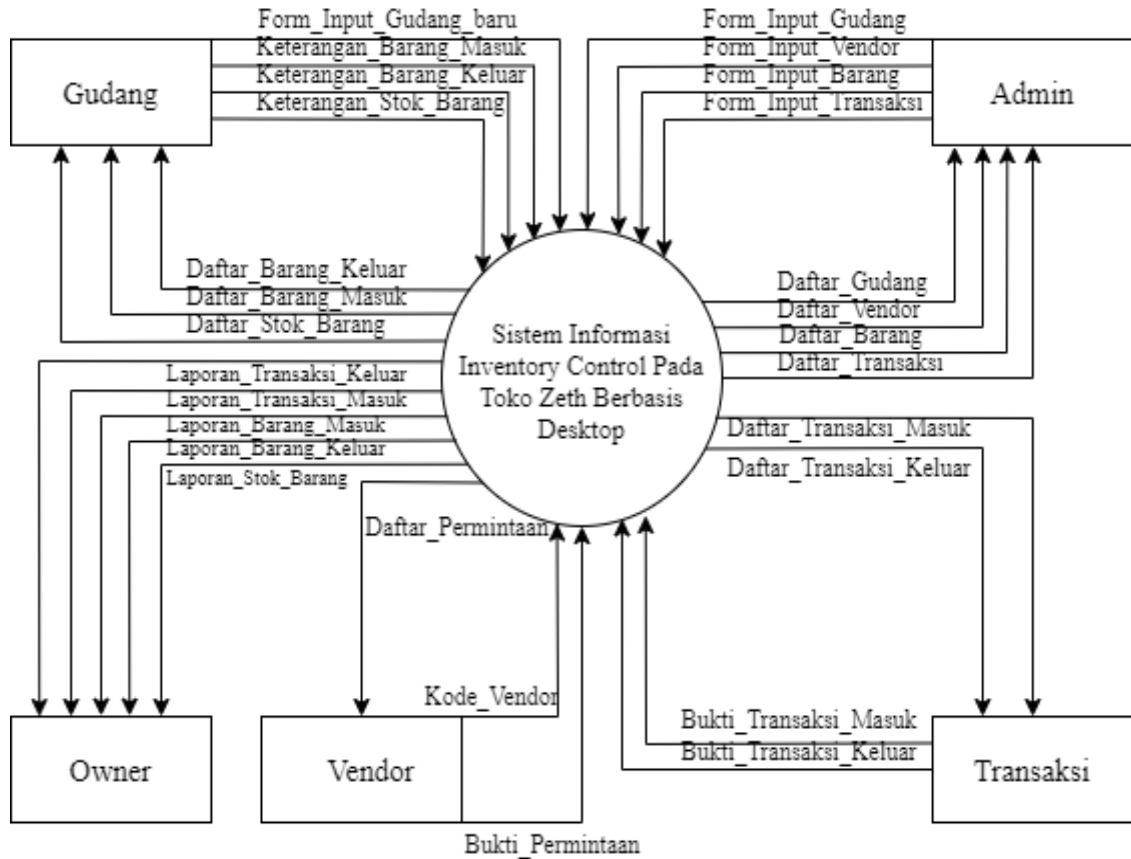 Form_Input_Gudang_baru
Keterangan_Barang_Masuk
Keterangan_Barang_Keluar
Keterangan_Stok_Barang
Gudang
Form_Input_Gudang
Form_Input_Vendor
Form_Input_Barang
Form_Input_Transaksi
Admin
Daftar_Barang_Keluar
Daftar_Barang_Masuk
Daftar_Stok_Barang
Sistem Informasi
Inventory Control Pada
Toko Zeth Berbasis
Desktop
Daftar_Gudang
Daftar_Vendor
Daftar_Barang
Daftar_Transaksi
Laporan_Transaksi_Keluar
Laporan_Transaksi_Masuk
Laporan_Barang_Masuk
Laporan_Barang_Keluar
Laporan_Stok_Barang
Daftar_Transaksi_Masuk
Daftar_Transaksi_Keluar
Daftar_Permintaan
Kode_Vendor
Bukti_Transaksi_Masuk
Bukti_Transaksi_Keluar
Owner
Vendor
Transaksi
Bukti_Permintaan